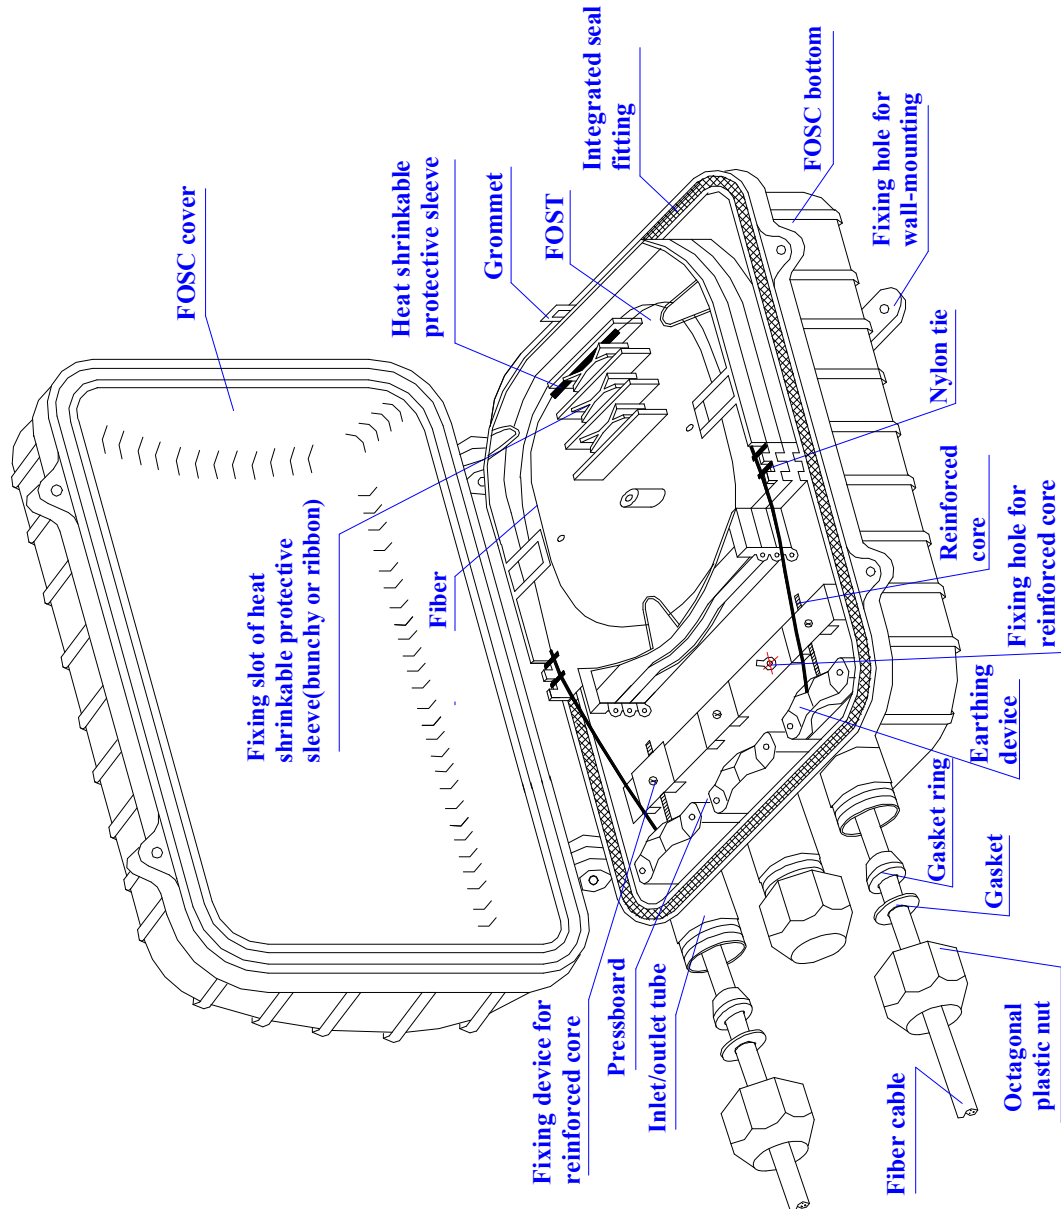 FOSC cover
Heat shrinkable
protective sleeve
Grommet
FOST
Integrated seal
fitting
FOSC bottom
Fixing hole for
wall-mounting
Fixing slot of heat
shrinkable protective
sleeve(bunchy or ribbon)
Fiber
Nylon tie
Reinforced
core
Fixing hole for
reinforced core
Fixing device for
reinforced core
Pressboard
Inlet/outlet tube
Earthing
device
Gasket ring
Gasket
Fiber cable
Octagonal
plastic nut